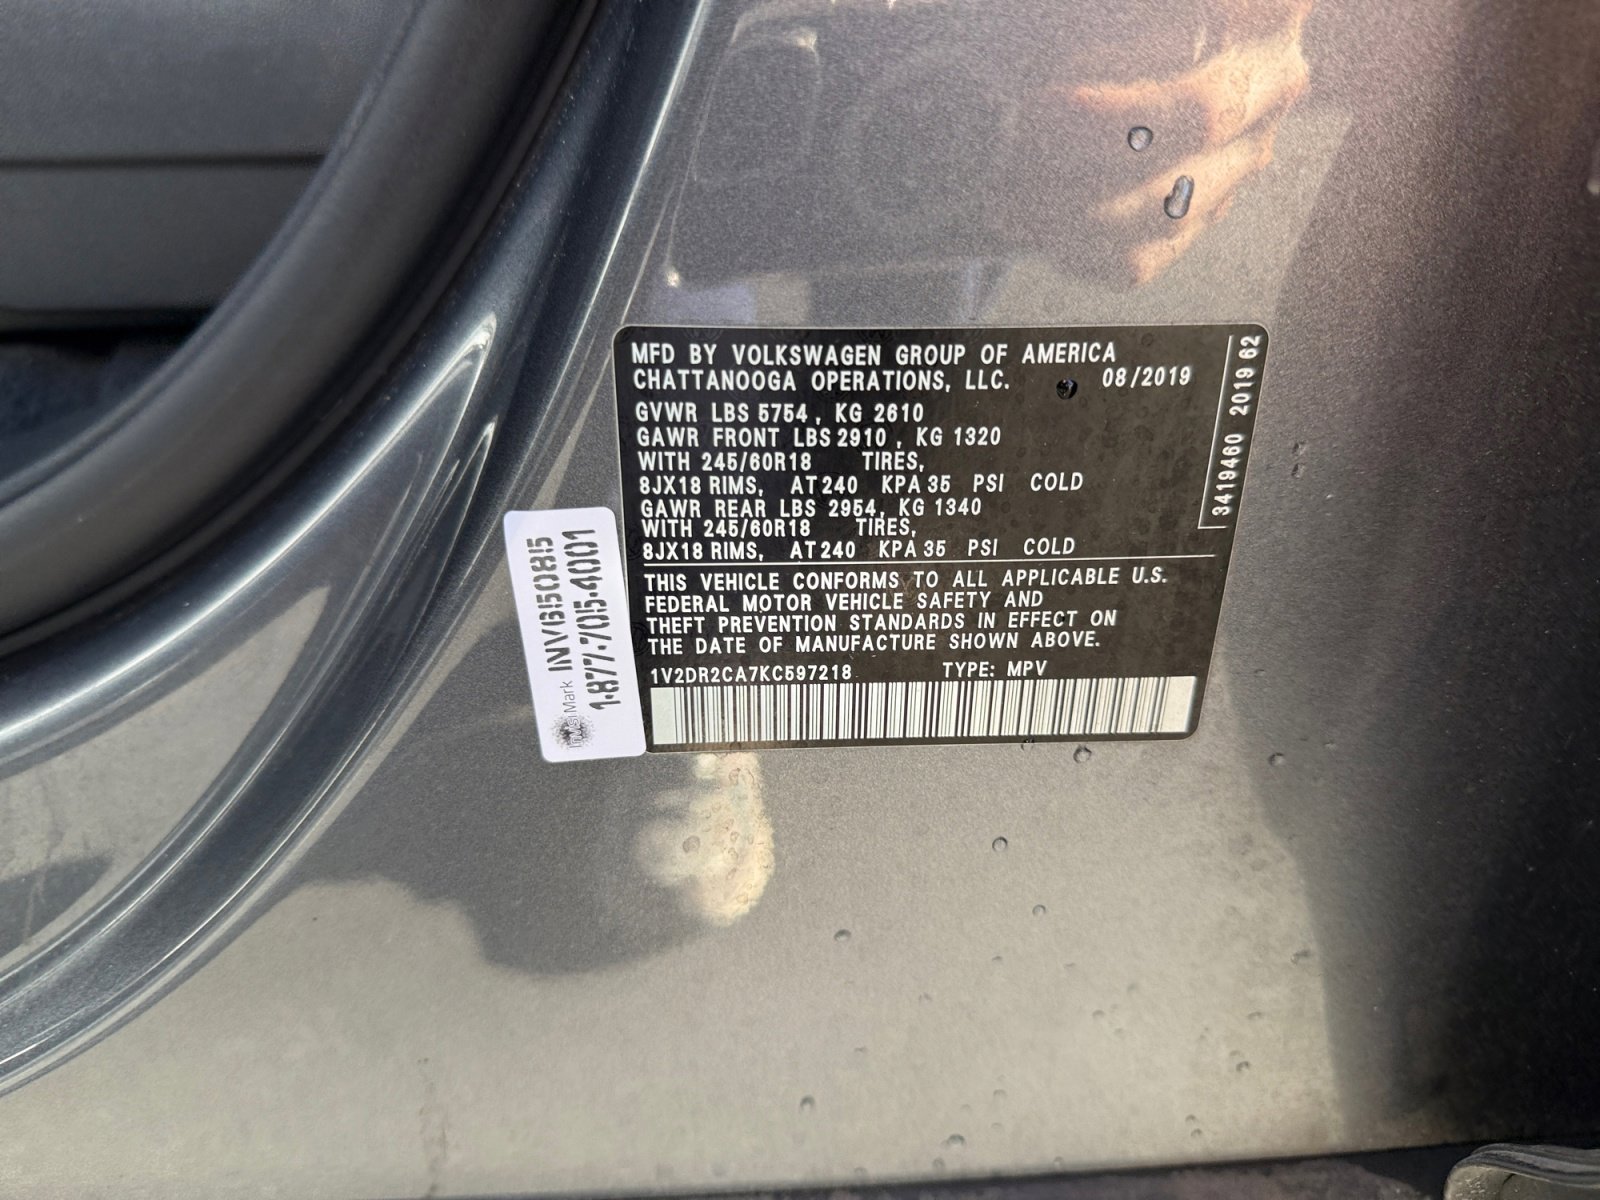 MFD BY VOLKSWAGEN GROUP OF AMERICA
CHATTANOOGA OPERATIONS, LLC. 08/2019
GVWR LBS 5754, KG 2610
GAWR FRONT LBS 2910, KG 1320
WITH 245/60R18 TIRES,
8JX18 RIMS, AT 240 KPA 35 PSI COLD
GAWR REAR LBS 2954, KG 1340
WITH 245/60R18 TIRES,
8JX18 RIMS, AT 240 KPA 35 PSI COLD
THIS VEHICLE CONFORMS TO ALL APPLICABLE U.S.
FEDERAL MOTOR VEHICLE SAFETY AND
THEFT PREVENTION STANDARDS IN EFFECT ON
THE DATE OF MANUFACTURE SHOWN ABOVE.
1V2DR2CA7KC597218 TYPE: MPV
3419460 2019 62
Mark INVB15085
1-877-705-4001